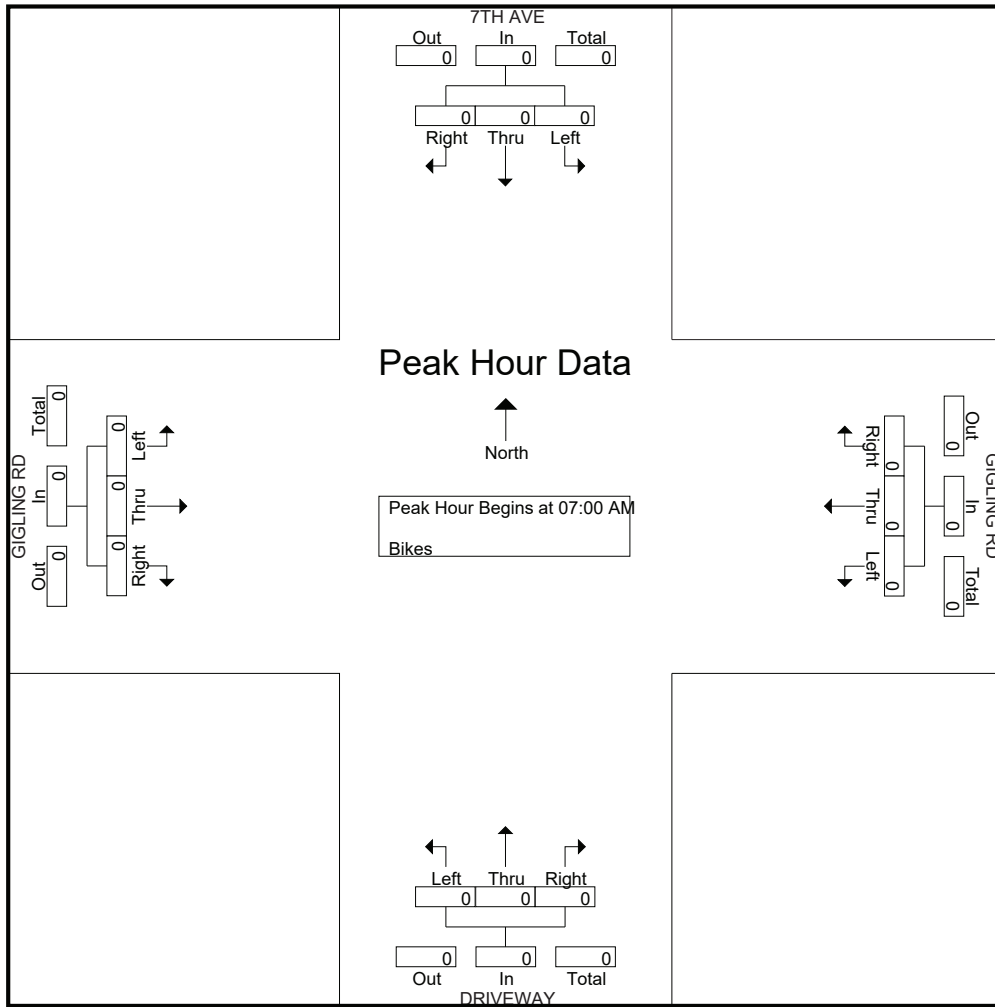 7TH AVE
Out In Total
0 0 0
0 0 0
Right Thru Left
Peak Hour Data
North
Peak Hour Begins at 07:00 AM
Bikes
GIGLING RD
Total In Out
0 0 0
0 0 0
Left Thru Right
GIGLING RD
Out In Total
0 0 0
0 0 0
Right Thru Left
Left Thru Right
0 0 0
0 0 0
Out In Total
DRIVEWAY